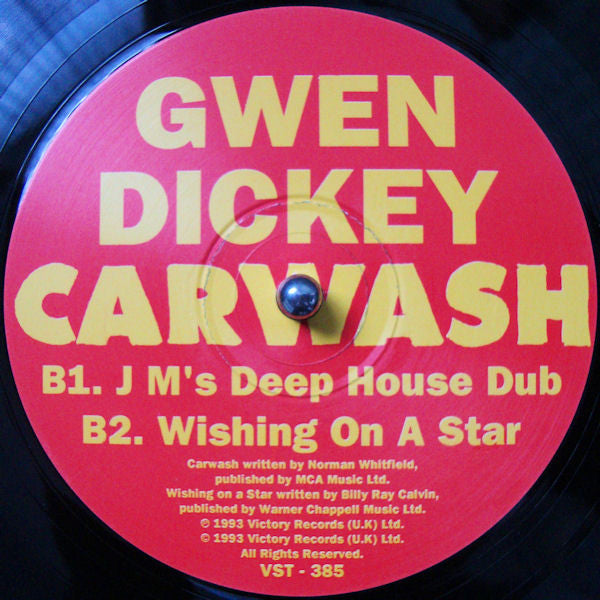 GWEN
DICKEY
CARWASH
B1. J M's Deep House Dub
B2. Wishing On A Star
Carwash written by Norman Whitfield,
published by MCA Music Ltd.
Wishing on a Star written by Billy Ray Calvin,
published by Warner Chappell Music Ltd.
℗ 1993 Victory Records (U.K) Ltd.
© 1993 Victory Records (U.K) Ltd.
All Rights Reserved.
VST - 385